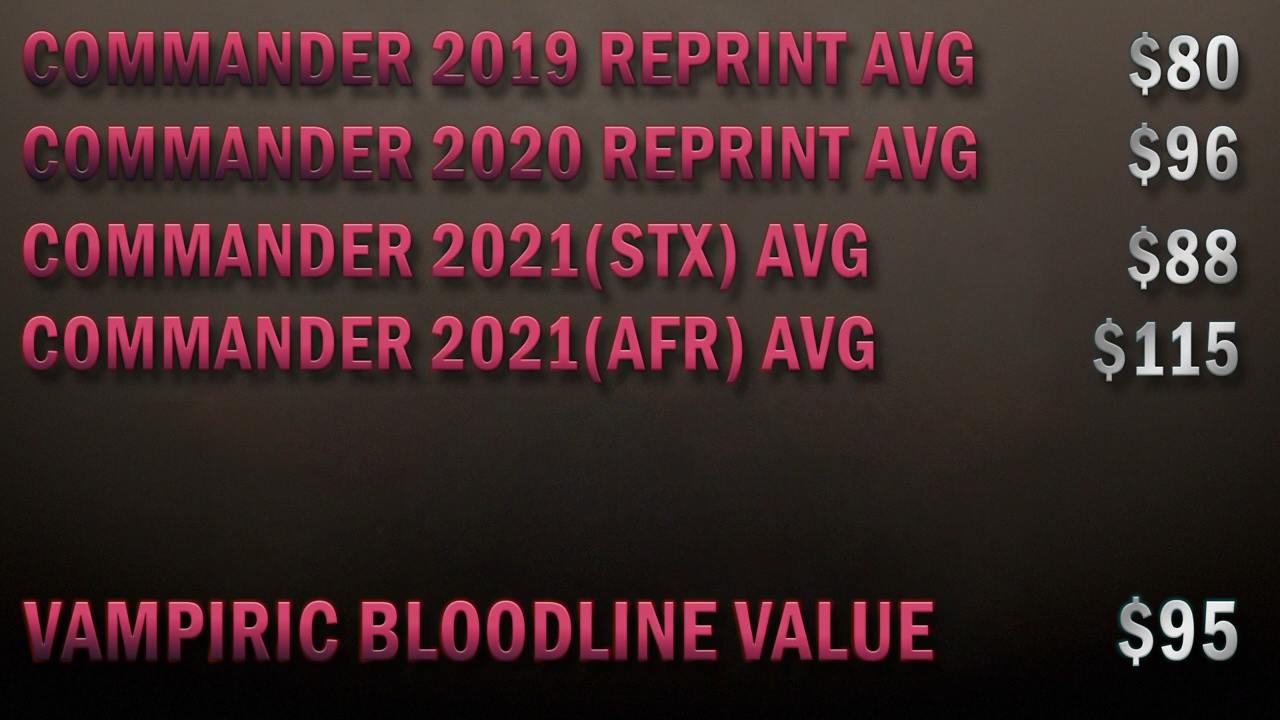 COMMANDER 2019 REPRINT AVG $80
COMMANDER 2020 REPRINT AVG $96
COMMANDER 2021(STX) AVG $88
COMMANDER 2021(AFR) AVG $115
VAMPIRIC BLOODLINE VALUE $95